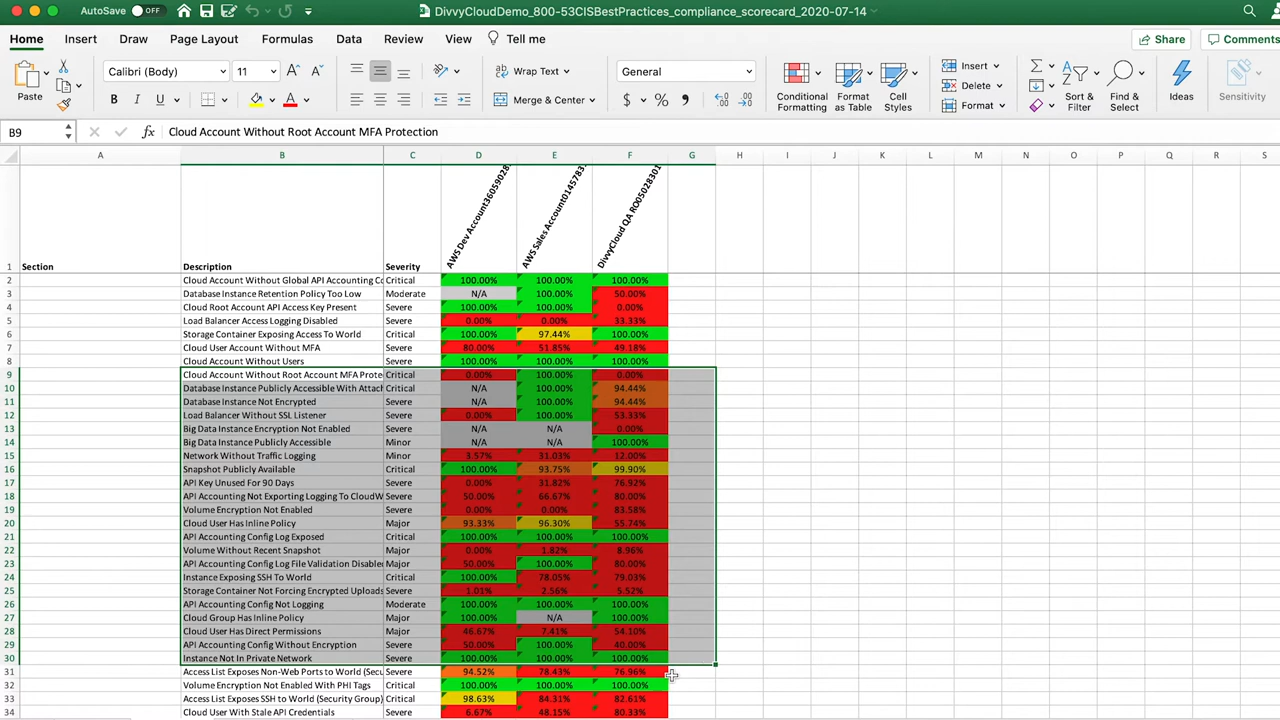 AutoSave OFF DivvyCloudDemo_800-53CISBestPractices_compliance_scorecard_2020-07-14
Home Insert Draw Page Layout Formulas Data Review View Tell me Share Comments
Paste Calibri (Body) 11 A A Wrap Text General Conditional Formatting Format as Table Cell Styles Insert Σ Sort & Filter Find & Select Ideas Sensitivity
B I U A Merge & Center $ % Delete
Format
B9 fx Cloud Account Without Root Account MFA Protection
A B C D E F G H I J K L M N O P Q R S
AWS Dev Account36059028 AWS Sales Account0145783 DivvyCloud QA RO05028301
1 Section Description Severity
2 Cloud Account Without Global API Accounting Co Critical 100.00% 100.00% 100.00%
3 Database Instance Retention Policy Too Low Moderate N/A 100.00% 50.00%
4 Cloud Root Account API Access Key Present Severe 100.00% 100.00% 0.00%
5 Load Balancer Access Logging Disabled Severe 0.00% 0.00% 33.33%
6 Storage Container Exposing Access To World Critical 100.00% 97.44% 100.00%
7 Cloud User Account Without MFA Severe 80.00% 51.85% 49.18%
8 Cloud Account Without Users Severe 100.00% 100.00% 100.00%
9 Cloud Account Without Root Account MFA Prote Critical 0.00% 100.00% 0.00%
10 Database Instance Publicly Accessible With Attach Critical N/A 100.00% 94.44%
11 Database Instance Not Encrypted Severe N/A 100.00% 94.44%
12 Load Balancer Without SSL Listener Severe 0.00% 100.00% 53.33%
13 Big Data Instance Encryption Not Enabled Severe N/A N/A 0.00%
14 Big Data Instance Publicly Accessible Minor N/A N/A 100.00%
15 Network Without Traffic Logging Minor 3.57% 31.03% 12.00%
16 Snapshot Publicly Available Critical 100.00% 93.75% 99.90%
17 API Key Unused For 90 Days Severe 0.00% 31.82% 76.92%
18 API Accounting Not Exporting Logging To CloudW Severe 50.00% 66.67% 80.00%
19 Volume Encryption Not Enabled Severe 0.00% 0.00% 83.58%
20 Cloud User Has Inline Policy Major 93.33% 96.30% 55.74%
21 API Accounting Config Log Exposed Critical 100.00% 100.00% 100.00%
22 Volume Without Recent Snapshot Major 0.00% 1.82% 8.96%
23 API Accounting Config Log File Validation Disable Major 50.00% 100.00% 80.00%
24 Instance Exposing SSH To World Critical 100.00% 78.05% 79.03%
25 Storage Container Not Forcing Encrypted Uploads Severe 1.01% 2.56% 5.52%
26 API Accounting Config Not Logging Moderate 100.00% 100.00% 100.00%
27 Cloud Group Has Inline Policy Major 100.00% N/A 100.00%
28 Cloud User Has Direct Permissions Major 46.67% 7.41% 54.10%
29 API Accounting Config Without Encryption Severe 50.00% 100.00% 40.00%
30 Instance Not In Private Network Severe 100.00% 100.00% 100.00%
31 Access List Exposes Non-Web Ports to World (Secu Severe 94.52% 78.43% 76.96%
32 Volume Encryption Not Enabled With PHI Tags Critical 100.00% 100.00% 100.00%
33 Access List Exposes SSH to World (Security Group) Critical 98.63% 84.31% 82.61%
34 Cloud User With Stale API Credentials Severe 6.67% 48.15% 80.33%